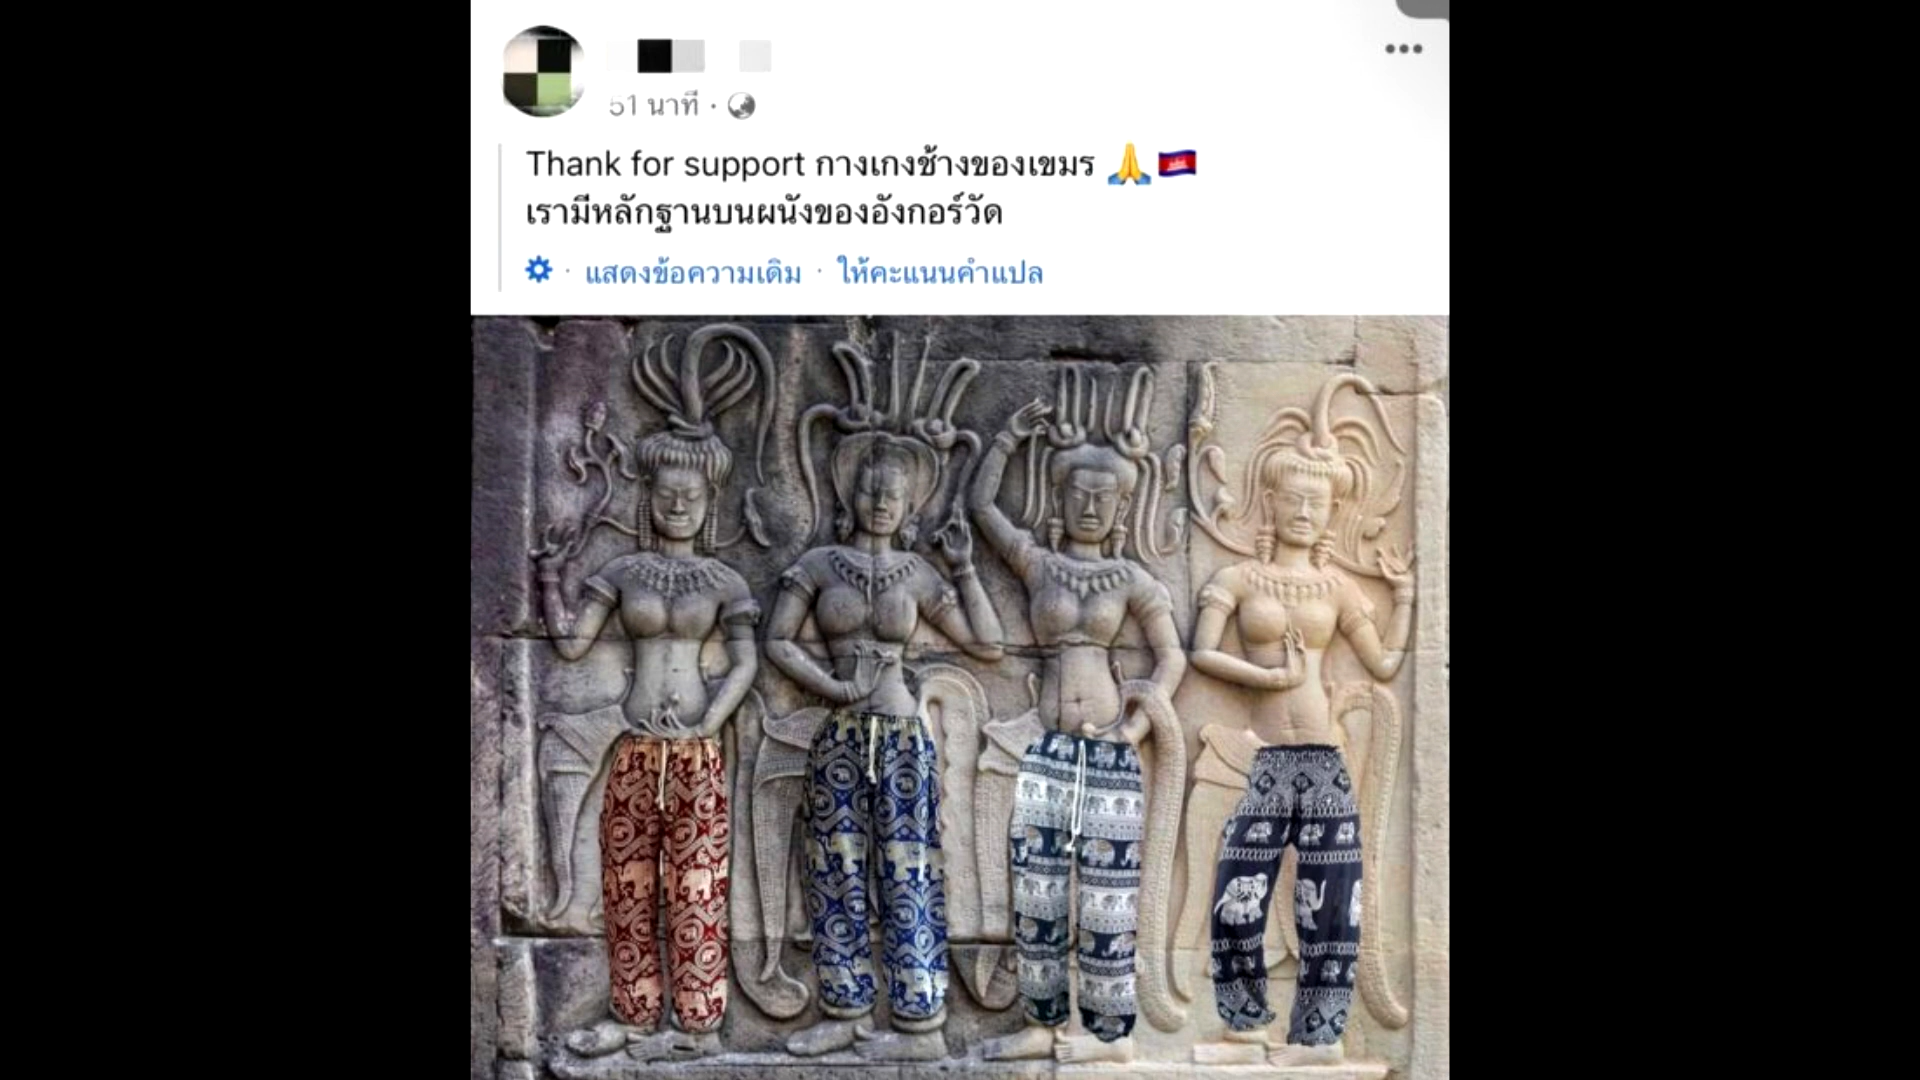 51 นาที ·
Thank for support กางเกงช้างของเขมร 🙏🇰🇭
เรามีหลักฐานบนผนังของอังกอร์วัด
· แสดงข้อความเดิม · ให้คะแนนคำแปล